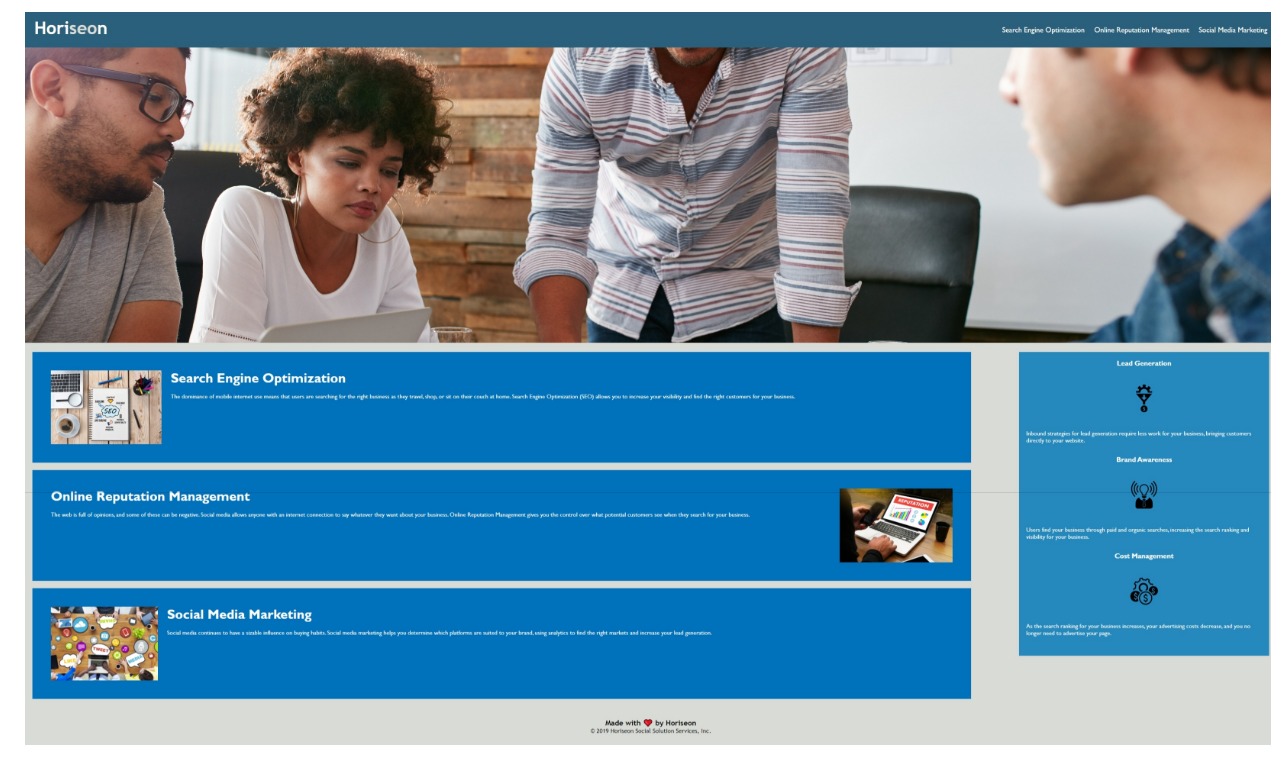 Horiseon
Search Engine Optimization Online Reputation Management Social Media Marketing
SEO
Search Engine Optimization
The dominance of mobile internet use means that users are searching for the right business as they travel, shop, or sit on their couch at home. Search Engine Optimization (SEO) allows you to increase your visibility and find the right customers for your business.
Online Reputation Management
The web is full of opinions, and some of these can be negative. Social media allows anyone with an internet connection to say whatever they want about your business. Online Reputation Management gives you the control over what potential customers see when they search for your business.
REPUTATION
TWEET
Social Media Marketing
Social media continues to have a sizable influence on buying habits. Social media marketing helps you determine which platforms are suited to your brand, using analytics to find the right markets and increase your lead generation.
Lead Generation
Inbound strategies for lead generation require less work for your business, bringing customers
directly to your website.
Brand Awareness
Users find your business through paid and organic searches, increasing the search ranking and
visibility for your business.
Cost Management
As the search ranking for your business increases, your advertising costs decrease, and you no
longer need to advertise your page.
Made with ❤ by Horiseon
© 2019 Horiseon Social Solution Services, Inc.